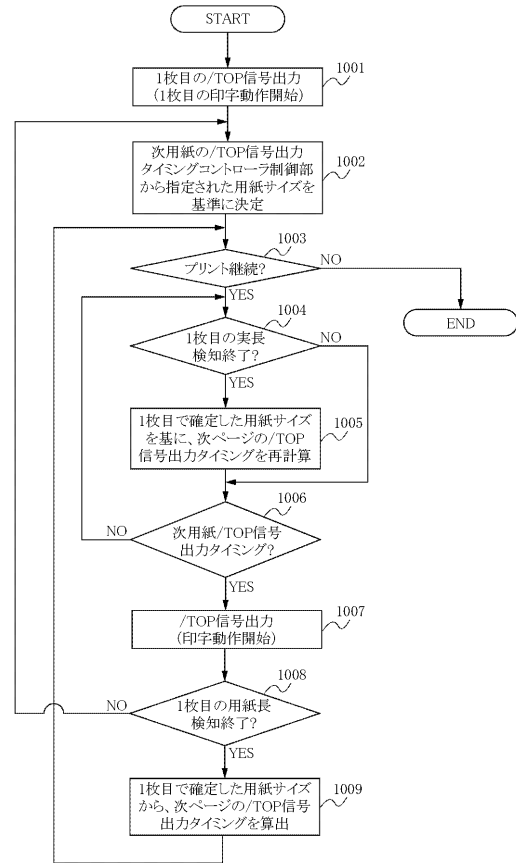 START
1枚目の/TOP信号出力
(1枚目の印字動作開始)
1001
次用紙の/TOP信号出力
タイミングコントローラ制御部
から指定された用紙サイズを
基準に決定
1002
プリント継続?
1003
NO
YES
END
1枚目の実長
検知終了?
1004
NO
YES
1枚目で確定した用紙サイズ
を基に、次ページの/TOP
信号出力タイミングを再計算
1005
次用紙/TOP信号
出力タイミング?
1006
NO
YES
/TOP信号出力
(印字動作開始)
1007
1枚目の用紙長
検知終了?
1008
NO
YES
1枚目で確定した用紙サイズ
から、次ページの/TOP信号
出力タイミングを算出
1009